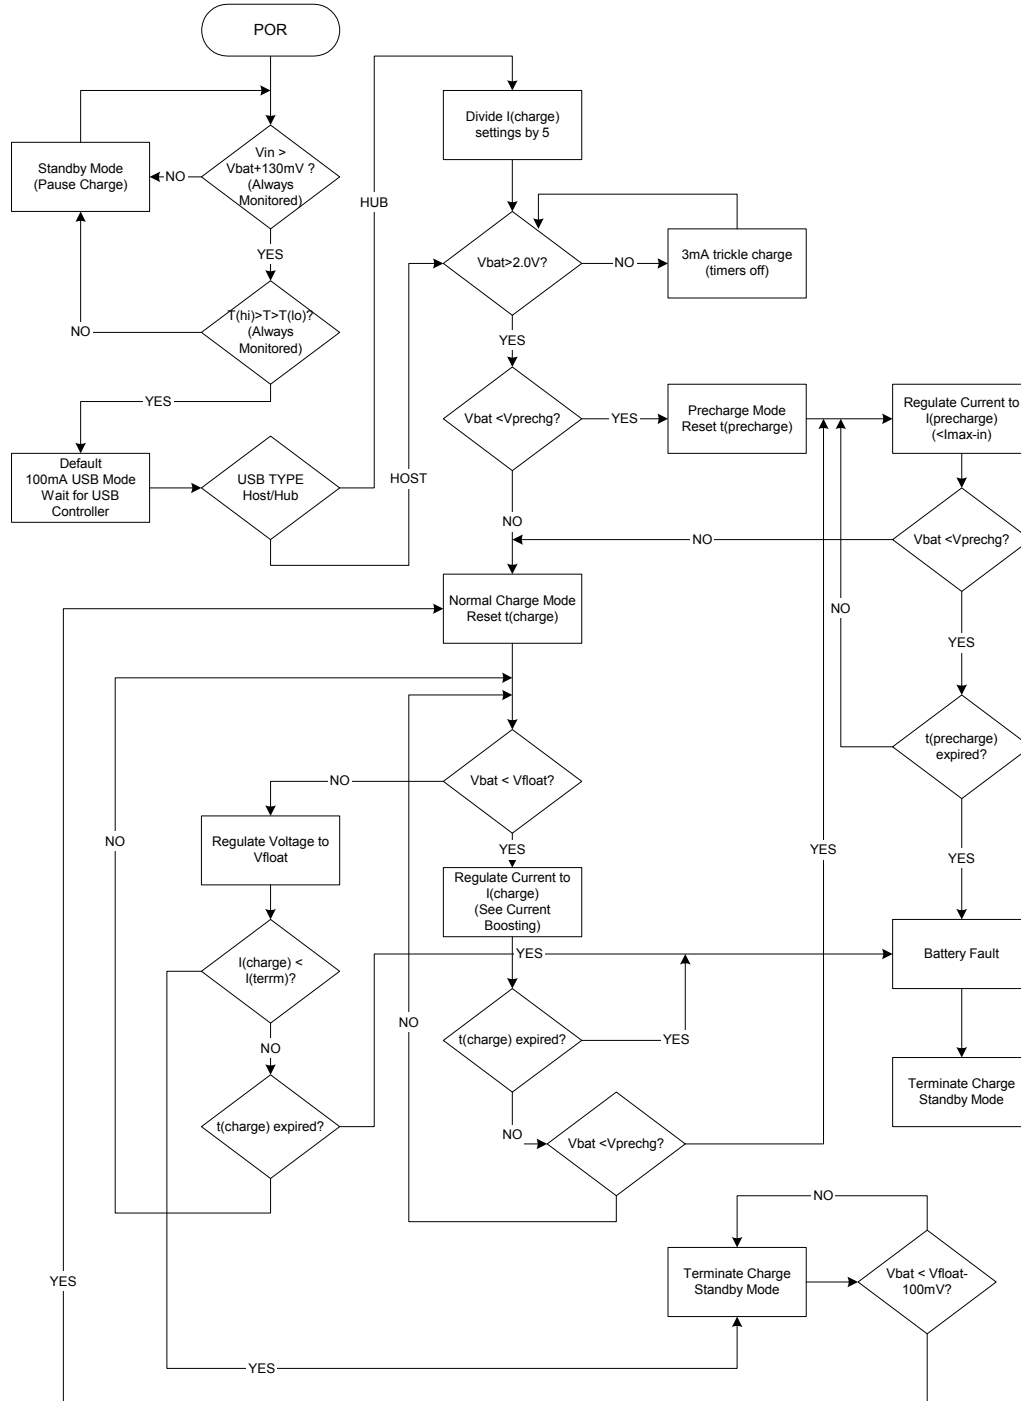 POR
Vin >
Vbat+130mV ?
(Always
Monitored)
NO
Standby Mode
(Pause Charge)
YES
T(hi)>T>T(lo)?
(Always
Monitored)
NO
YES
Default
100mA USB Mode
Wait for USB
Controller
USB TYPE
Host/Hub
HUB
HOST
Divide I(charge)
settings by 5
Vbat>2.0V?
NO
3mA trickle charge
(timers off)
YES
Vbat <Vprechg?
YES
Precharge Mode
Reset t(precharge)
Regulate Current to
I(precharge)
(<Imax-in)
NO
Vbat <Vprechg?
NO
YES
NO
t(precharge)
expired?
YES
Normal Charge Mode
Reset t(charge)
Vbat < Vfloat?
NO
YES
Regulate Voltage to
Vfloat
Regulate Current to
I(charge)
(See Current
Boosting)
I(charge) <
I(terrm)?
NO
t(charge) expired?
YES
NO
t(charge) expired?
YES
NO
Vbat <Vprechg?
NO
YES
Battery Fault
Terminate Charge
Standby Mode
YES
Terminate Charge
Standby Mode
Vbat < Vfloat-
100mV?
NO
YES